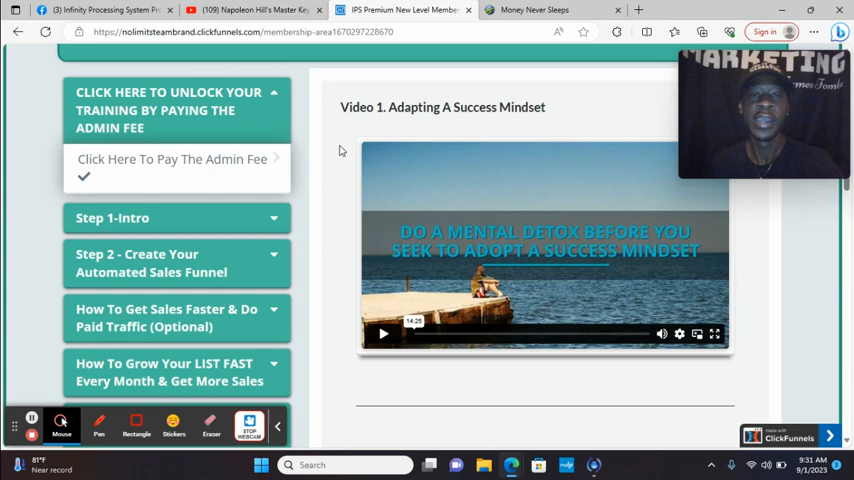 (3) Infinity Processing System Pr
(109) Napoleon Hill's Master Key
IPS Premium New Level Member
Money Never Sleeps
https://nolimitsteambrand.clickfunnels.com/membership-area1670297228670
Sign in
MARKETING
CLICK HERE TO UNLOCK YOUR
TRAINING BY PAYING THE
ADMIN FEE
Click Here To Pay The Admin Fee
Step 1-Intro
Step 2 - Create Your
Automated Sales Funnel
How To Get Sales Faster & Do
Paid Traffic (Optional)
How To Grow Your LIST FAST
Every Month & Get More Sales
Video 1. Adapting A Success Mindset
DO A MENTAL DETOX BEFORE YOU
SEEK TO ADOPT A SUCCESS MINDSET
14:25
Mouse
Pen
Rectangle
Stickers
Eraser
STOP
WEBCAM
made with
ClickFunnels
81°F
Near record
Search
9:31 AM
9/1/2023